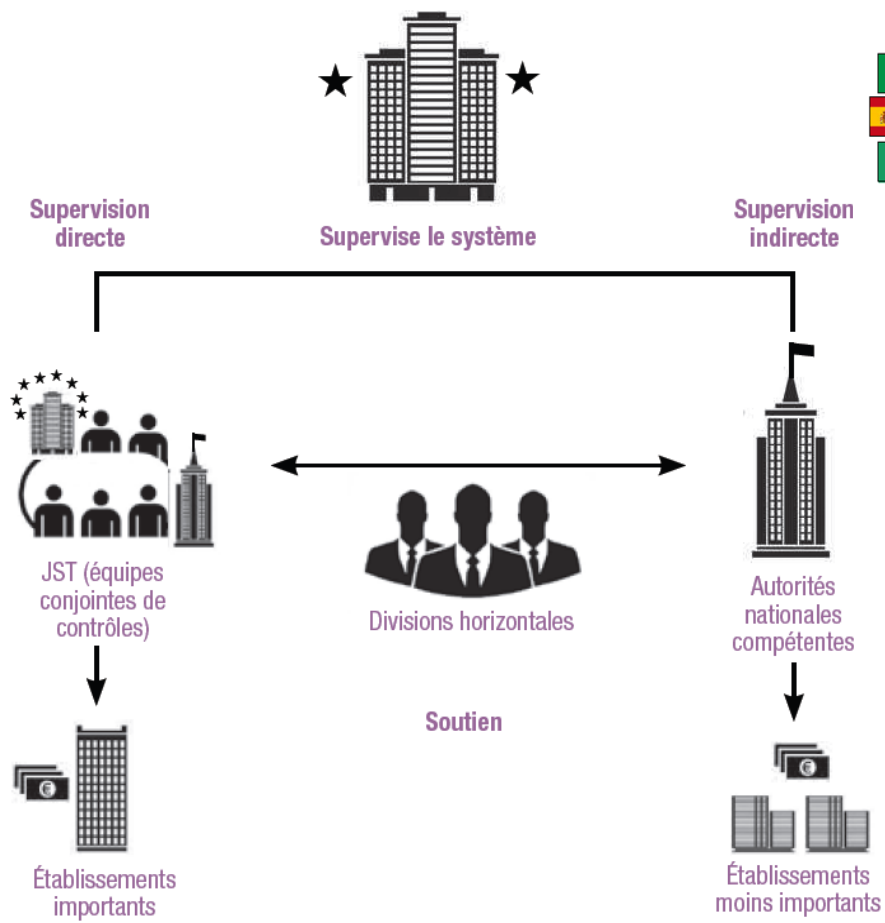 Supervision
directe
Supervise le système
Supervision
indirecte
JST (équipes
conjointes de
contrôles)
Divisions horizontales
Autorités
nationales
compétentes
Soutien
€
€
Établissements
importants
Établissements
moins importants